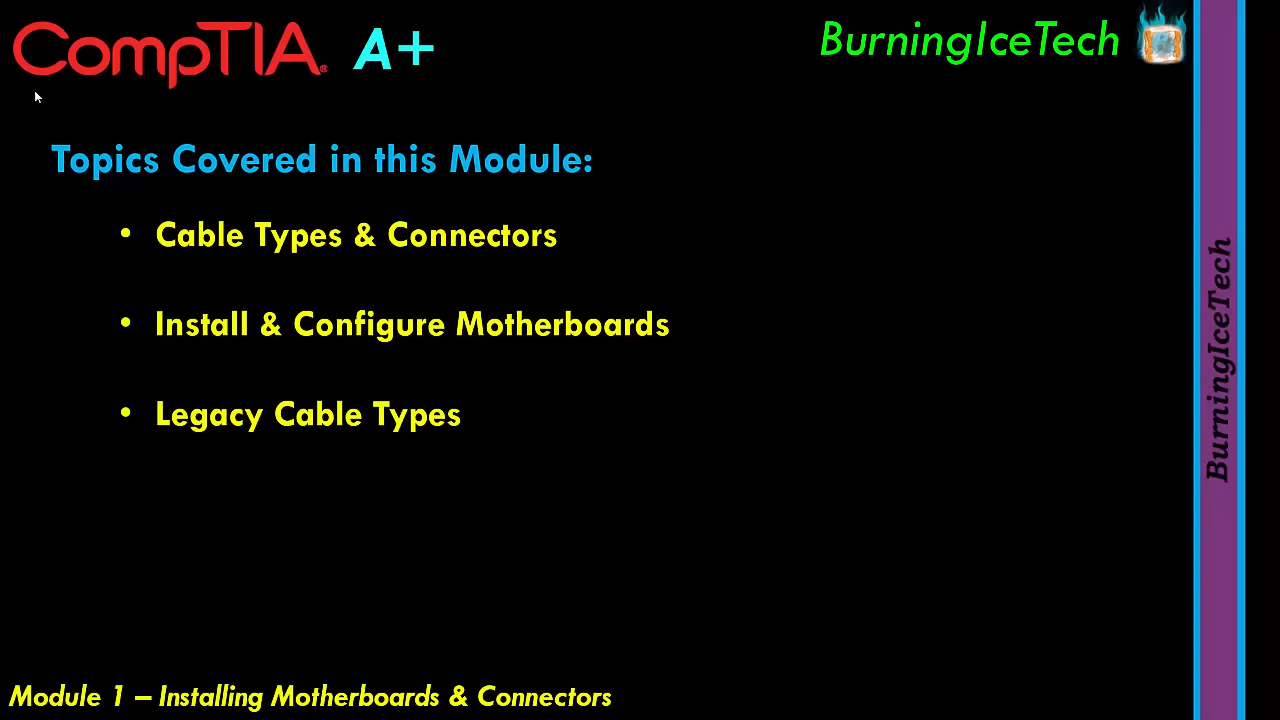 CompTIA® A+
BurningIceTech
Topics Covered in this Module:
• Cable Types & Connectors
• Install & Configure Motherboards
• Legacy Cable Types
BurningIceTech
Module 1 – Installing Motherboards & Connectors